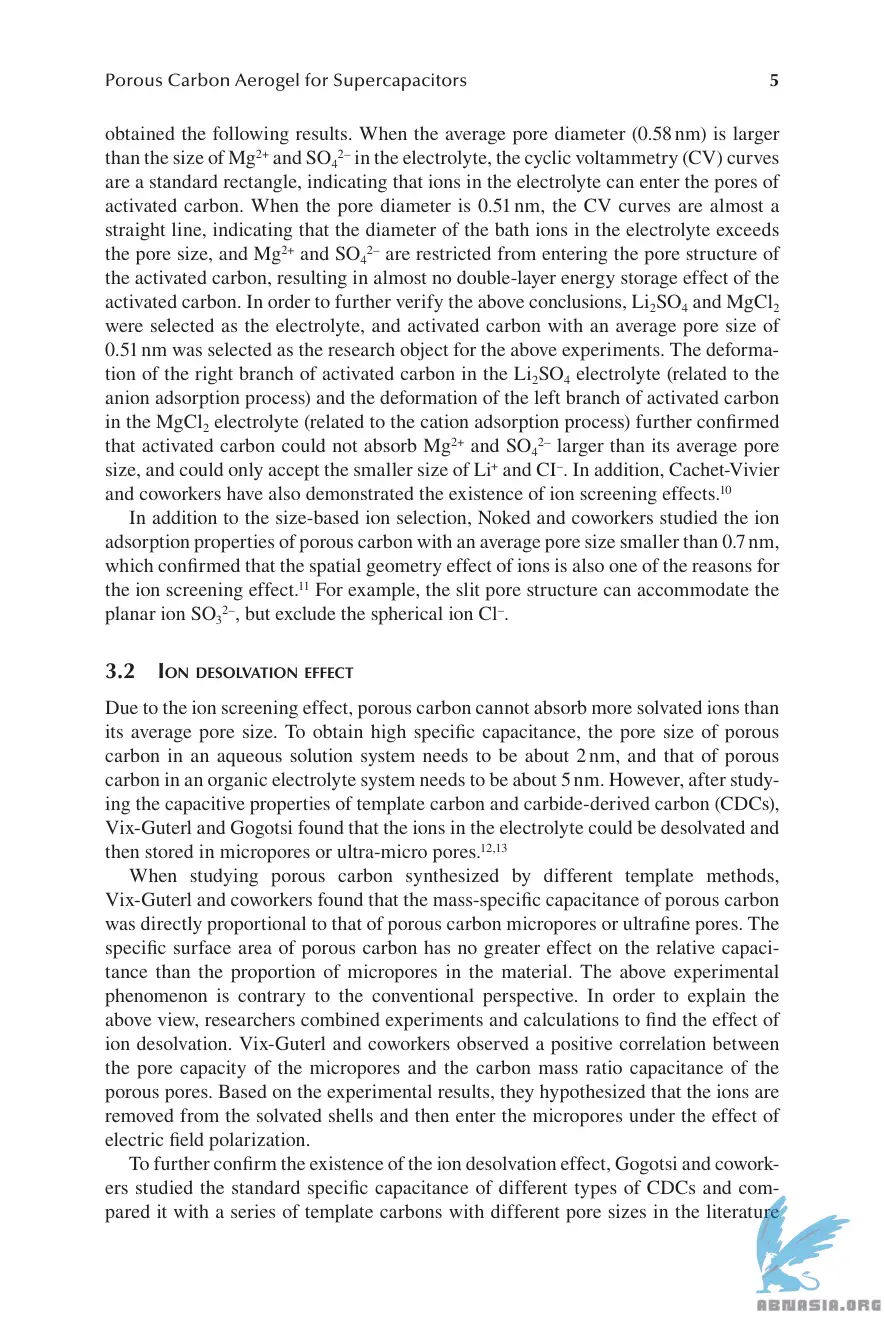 Porous Carbon Aerogel for Supercapacitors 5
obtained the following results. When the average pore diameter (0.58 nm) is larger
than the size of Mg²⁺ and SO₄²⁻ in the electrolyte, the cyclic voltammetry (CV) curves
are a standard rectangle, indicating that ions in the electrolyte can enter the pores of
activated carbon. When the pore diameter is 0.51 nm, the CV curves are almost a
straight line, indicating that the diameter of the bath ions in the electrolyte exceeds
the pore size, and Mg²⁺ and SO₄²⁻ are restricted from entering the pore structure of
the activated carbon, resulting in almost no double-layer energy storage effect of the
activated carbon. In order to further verify the above conclusions, Li₂SO₄ and MgCl₂
were selected as the electrolyte, and activated carbon with an average pore size of
0.51 nm was selected as the research object for the above experiments. The deforma-
tion of the right branch of activated carbon in the Li₂SO₄ electrolyte (related to the
anion adsorption process) and the deformation of the left branch of activated carbon
in the MgCl₂ electrolyte (related to the cation adsorption process) further confirmed
that activated carbon could not absorb Mg²⁺ and SO₄²⁻ larger than its average pore
size, and could only accept the smaller size of Li⁺ and CI⁻. In addition, Cachet-Vivier
and coworkers have also demonstrated the existence of ion screening effects.¹⁰
In addition to the size-based ion selection, Noked and coworkers studied the ion
adsorption properties of porous carbon with an average pore size smaller than 0.7 nm,
which confirmed that the spatial geometry effect of ions is also one of the reasons for
the ion screening effect.¹¹ For example, the slit pore structure can accommodate the
planar ion SO₃²⁻, but exclude the spherical ion Cl⁻.
3.2 Ion desolvation effect
Due to the ion screening effect, porous carbon cannot absorb more solvated ions than
its average pore size. To obtain high specific capacitance, the pore size of porous
carbon in an aqueous solution system needs to be about 2 nm, and that of porous
carbon in an organic electrolyte system needs to be about 5 nm. However, after study-
ing the capacitive properties of template carbon and carbide-derived carbon (CDCs),
Vix-Guterl and Gogotsi found that the ions in the electrolyte could be desolvated and
then stored in micropores or ultra-micro pores.¹²,¹³
When studying porous carbon synthesized by different template methods,
Vix-Guterl and coworkers found that the mass-specific capacitance of porous carbon
was directly proportional to that of porous carbon micropores or ultrafine pores. The
specific surface area of porous carbon has no greater effect on the relative capaci-
tance than the proportion of micropores in the material. The above experimental
phenomenon is contrary to the conventional perspective. In order to explain the
above view, researchers combined experiments and calculations to find the effect of
ion desolvation. Vix-Guterl and coworkers observed a positive correlation between
the pore capacity of the micropores and the carbon mass ratio capacitance of the
porous pores. Based on the experimental results, they hypothesized that the ions are
removed from the solvated shells and then enter the micropores under the effect of
electric field polarization.
To further confirm the existence of the ion desolvation effect, Gogotsi and cowork-
ers studied the standard specific capacitance of different types of CDCs and com-
pared it with a series of template carbons with different pore sizes in the literature
ABNASIA.ORG